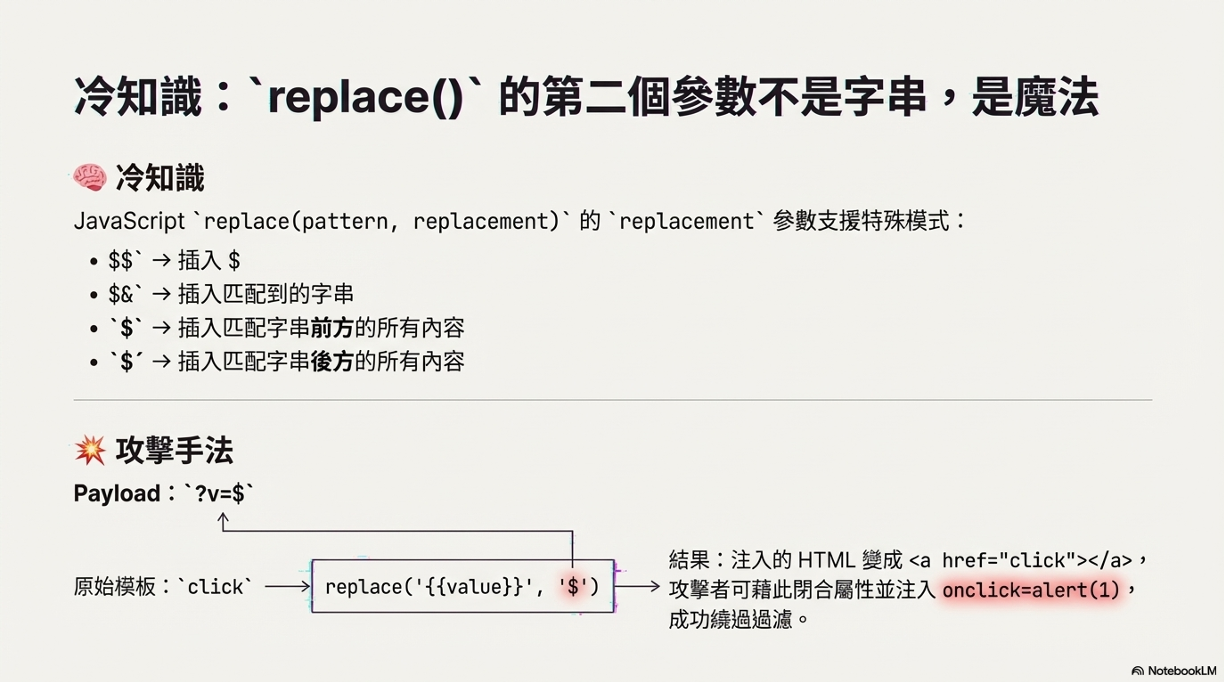 冷知識：`replace()` 的第二個參數不是字串，是魔法
冷知識
JavaScript `replace(pattern, replacement)` 的 `replacement` 參數支援特殊模式：
• $$` → 插入 $
• $&` → 插入匹配到的字串
• `$` → 插入匹配字串前方的所有內容
• `$´ → 插入匹配字串後方的所有內容
攻擊手法
Payload：`?v=$`
原始模板：`click`
replace('{{value}}', '$')
結果：注入的 HTML 變成 <a href="click"></a>，
攻擊者可藉此閉合屬性並注入 onclick=alert(1)，
成功繞過過濾。
NotebookLM